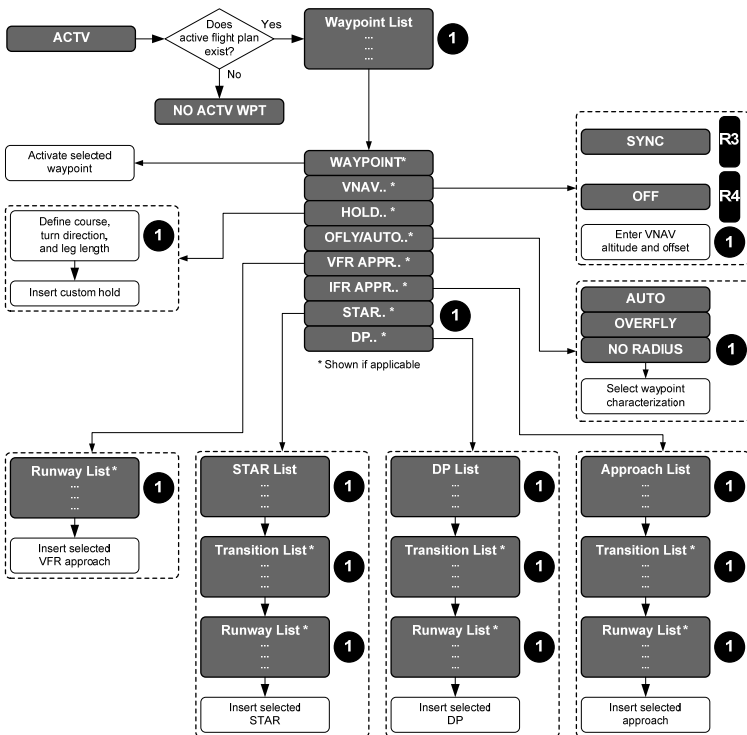 ACTV
Does
active flight plan
exist?
Yes
No
Waypoint List
...
...
...
1
NO ACTV WPT
Activate selected
waypoint
WAYPOINT*
VNAV.. *
HOLD.. *
OFLY/AUTO..*
VFR APPR.. *
IFR APPR.. *
STAR.. *
DP.. *
1
* Shown if applicable
SYNC
R3
OFF
R4
Enter VNAV
altitude and offset
1
Define course,
turn direction,
and leg length
1
Insert custom hold
AUTO
OVERFLY
NO RADIUS
1
Select waypoint
characterization
Runway List *
...
...
...
1
Insert selected
VFR approach
STAR List
...
...
...
1
Transition List *
...
...
...
1
Runway List *
...
...
...
1
Insert selected
STAR
DP List
...
...
...
1
Transition List *
...
...
...
1
Runway List *
...
...
...
1
Insert selected
DP
Approach List
...
...
...
1
Transition List *
...
...
...
1
Runway List *
...
...
...
1
Insert selected
approach